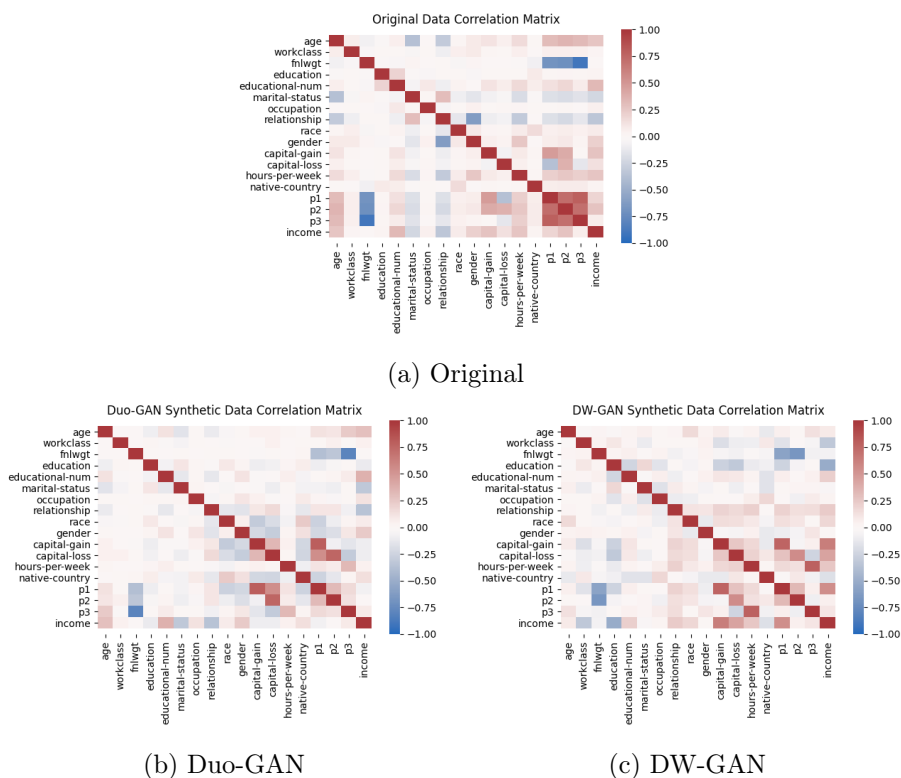 Original Data Correlation Matrix
age
workclass
fnlwgt
education
educational-num
marital-status
occupation
relationship
race
gender
capital-gain
capital-loss
hours-per-week
native-country
p1
p2
p3
income
age
workclass
fnlwgt
education
educational-num
marital-status
occupation
relationship
race
gender
capital-gain
capital-loss
hours-per-week
native-country
p1
p2
p3
income
1.00
0.75
0.50
0.25
0.00
−0.25
−0.50
−0.75
−1.00
(a) Original
Duo-GAN Synthetic Data Correlation Matrix
age
workclass
fnlwgt
education
educational-num
marital-status
occupation
relationship
race
gender
capital-gain
capital-loss
hours-per-week
native-country
p1
p2
p3
income
age
workclass
fnlwgt
education
educational-num
marital-status
occupation
relationship
race
gender
capital-gain
capital-loss
hours-per-week
native-country
p1
p2
p3
income
1.00
0.75
0.50
0.25
0.00
−0.25
−0.50
−0.75
−1.00
(b) Duo-GAN
DW-GAN Synthetic Data Correlation Matrix
age
workclass
fnlwgt
education
educational-num
marital-status
occupation
relationship
race
gender
capital-gain
capital-loss
hours-per-week
native-country
p1
p2
p3
income
age
workclass
fnlwgt
education
educational-num
marital-status
occupation
relationship
race
gender
capital-gain
capital-loss
hours-per-week
native-country
p1
p2
p3
income
1.00
0.75
0.50
0.25
0.00
−0.25
−0.50
−0.75
−1.00
(c) DW-GAN